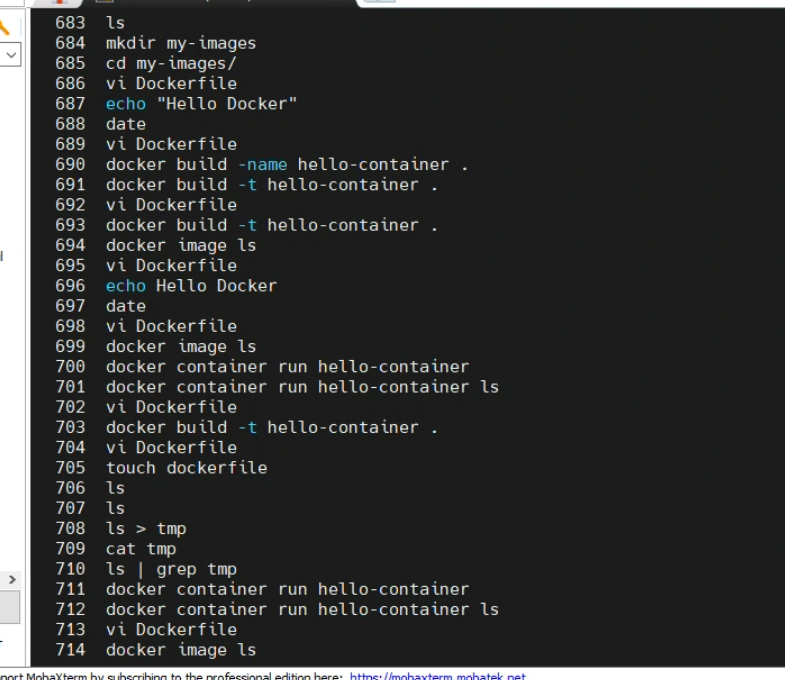 683 ls
684 mkdir my-images
685 cd my-images/
686 vi Dockerfile
687 echo "Hello Docker"
688 date
689 vi Dockerfile
690 docker build -name hello-container .
691 docker build -t hello-container .
692 vi Dockerfile
693 docker build -t hello-container .
694 docker image ls
695 vi Dockerfile
696 echo Hello Docker
697 date
698 vi Dockerfile
699 docker image ls
700 docker container run hello-container
701 docker container run hello-container ls
702 vi Dockerfile
703 docker build -t hello-container .
704 vi Dockerfile
705 touch dockerfile
706 ls
707 ls
708 ls > tmp
709 cat tmp
710 ls | grep tmp
711 docker container run hello-container
712 docker container run hello-container ls
713 vi Dockerfile
714 docker image ls
port MobaXterm by subscribing to the professional edition here: https://mobaxterm.mobatek.net